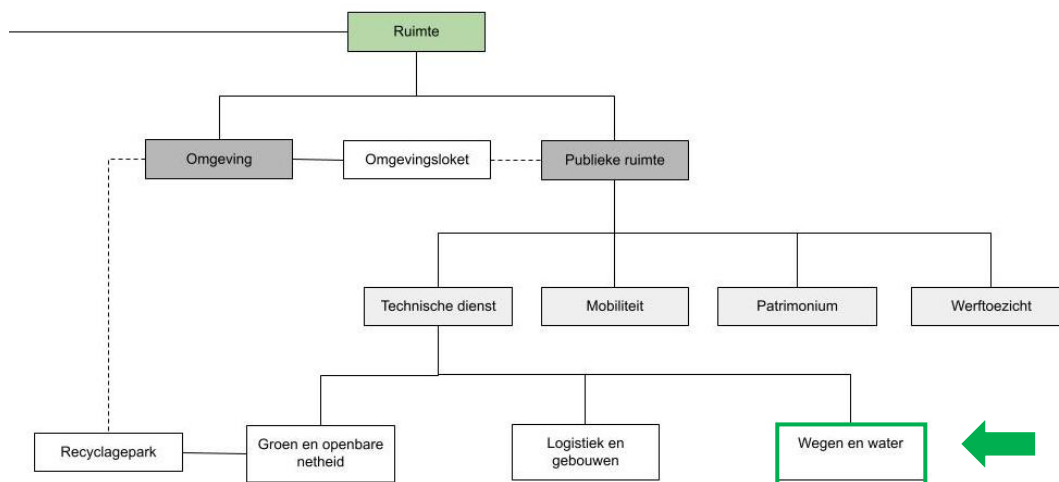 Ruimte
Omgeving
Omgevingsloket
Publieke ruimte
Technische dienst
Mobiliteit
Patrimonium
Werftoezicht
Recyclagepark
Groen en openbare
netheid
Logistiek en
gebouwen
Wegen en water